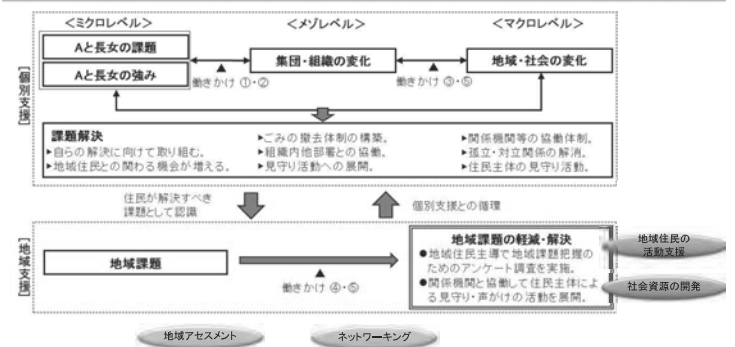 ＜ミクロレベル＞
＜メゾレベル＞
＜マクロレベル＞
［個別支援］
Aと長女の課題
Aと長女の強み
集団・組織の変化
地域・社会の変化
▲
働きかけ ①・②
▲
働きかけ ③・⑤
課題解決
▶自らの解決に向けて取り組む。
▶地域住民との関わる機会が増える。
▶ごみの撤去体制の構築。
▶組織内他部署との協働。
▶見守り活動への展開。
▶関係機関等の協働体制。
▶孤立・対立関係の解消。
▶住民主体の見守り活動。
住民が解決すべき
課題として認識
個別支援との循環
［地域支援］
地域課題
▲
働きかけ ④・⑤
地域課題の軽減・解決
●地域住民主導で地域課題把握の
ためのアンケート調査を実施。
●関係機関と協働して住民主体によ
る見守り・声がけの活動を展開。
地域住民の
活動支援
社会資源の開発
地域アセスメント
ネットワーキング